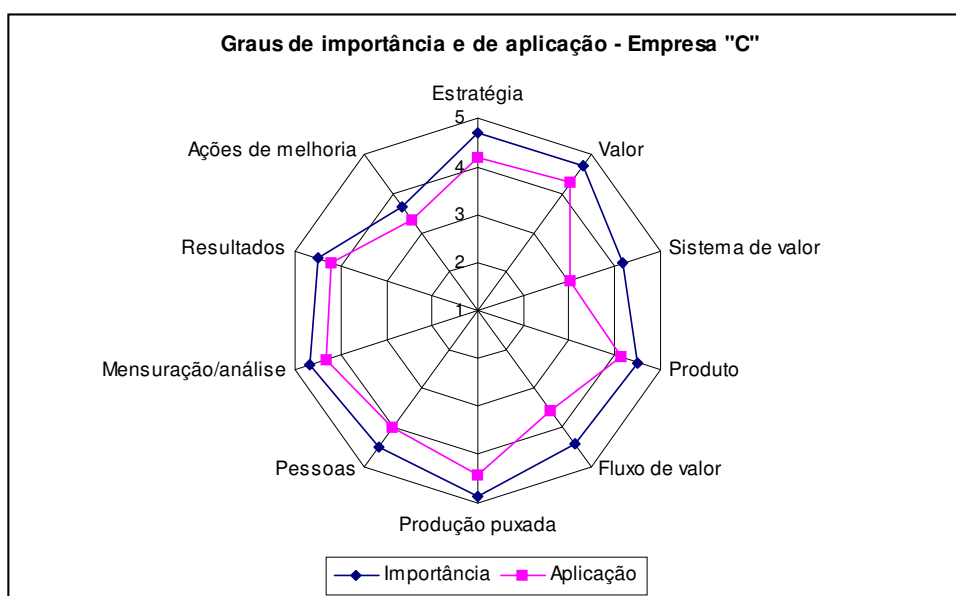 Graus de importância e de aplicação - Empresa "C"
Estratégia
5
Ações de melhoria
Valor
4
3
Resultados
Sistema de valor
2
1
Mensuração/análise
Produto
Pessoas
Fluxo de valor
Produção puxada
Importância
Aplicação